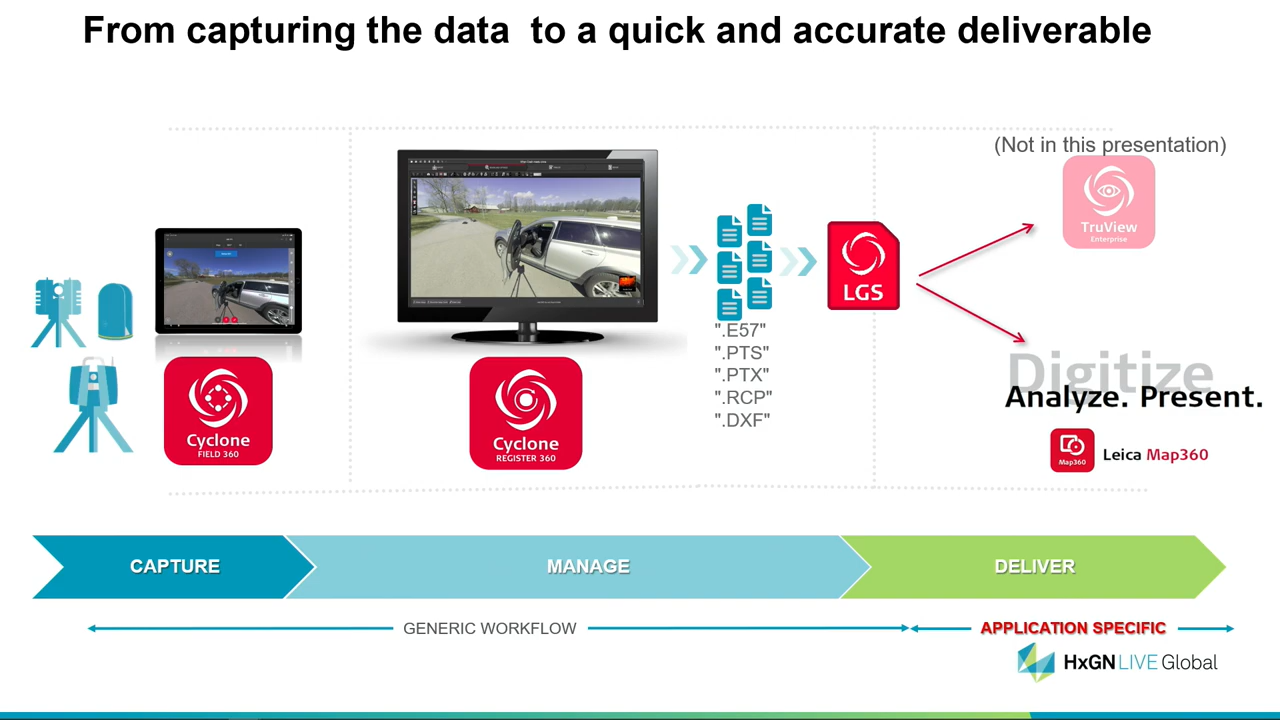 From capturing the data  to a quick and accurate deliverable
(Not in this presentation)
TruView
Enterprise
LGS
".E57"
".PTS"
".PTX"
".RCP"
".DXF"
Cyclone
FIELD 360
Cyclone
REGISTER 360
Digitize
Analyze. Present.
Map360
Leica Map360
CAPTURE
MANAGE
DELIVER
GENERIC WORKFLOW
APPLICATION SPECIFIC
HxGN LIVE Global